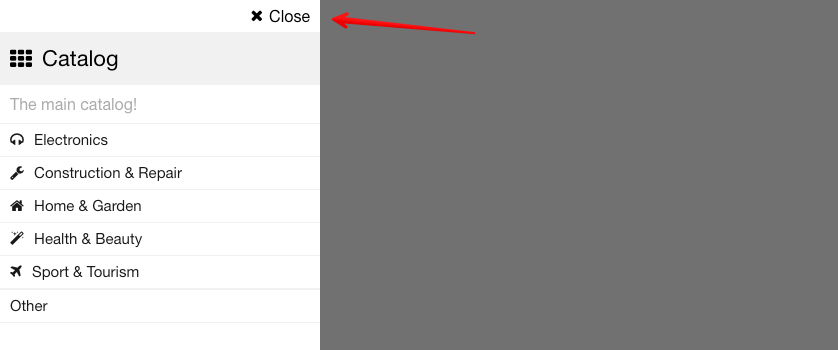 Close
Catalog
The main catalog!
Electronics
Construction & Repair
Home & Garden
Health & Beauty
Sport & Tourism
Other